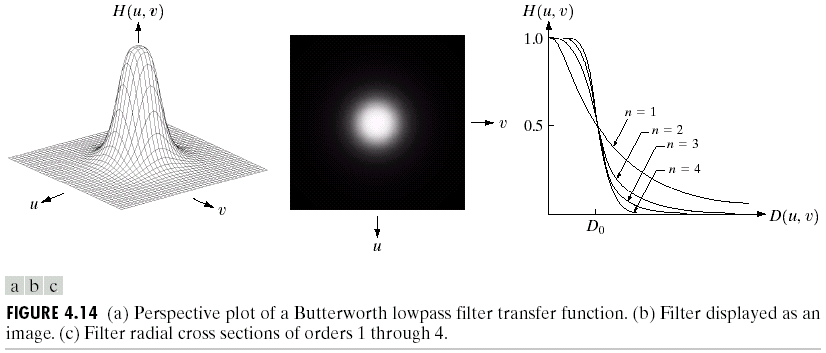 H(u, v)
u
v
v
u
H(u, v)
1.0
0.5
n = 1
n = 2
n = 3
n = 4
D₀
D(u, v)
a b c
FIGURE 4.14 (a) Perspective plot of a Butterworth lowpass filter transfer function. (b) Filter displayed as an
image. (c) Filter radial cross sections of orders 1 through 4.